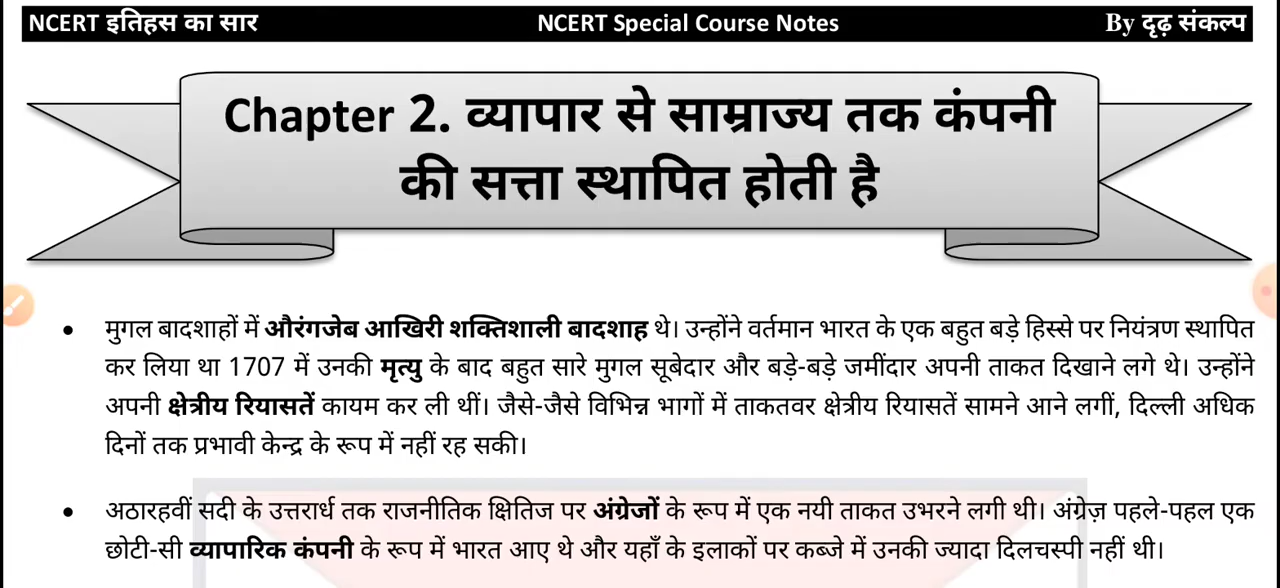 NCERT इतिहस का सार NCERT Special Course Notes By दृढ़ संकल्प
Chapter 2. व्यापार से साम्राज्य तक कंपनी
की सत्ता स्थापित होती है
• मुगल बादशाहों में औरंगजेब आखिरी शक्तिशाली बादशाह थे। उन्होंने वर्तमान भारत के एक बहुत बड़े हिस्से पर नियंत्रण स्थापित
कर लिया था 1707 में उनकी मृत्यु के बाद बहुत सारे मुगल सूबेदार और बड़े-बड़े जमींदार अपनी ताकत दिखाने लगे थे। उन्होंने
अपनी क्षेत्रीय रियासतें कायम कर ली थीं। जैसे-जैसे विभिन्न भागों में ताकतवर क्षेत्रीय रियासतें सामने आने लगीं, दिल्ली अधिक
दिनों तक प्रभावी केन्द्र के रूप में नहीं रह सकी।
• अठारहवीं सदी के उत्तरार्ध तक राजनीतिक क्षितिज पर अंग्रेजों के रूप में एक नयी ताकत उभरने लगी थी। अंग्रेज़ पहले-पहल एक
छोटी-सी व्यापारिक कंपनी के रूप में भारत आए थे और यहाँ के इलाकों पर कब्जे में उनकी ज्यादा दिलचस्पी नहीं थी।